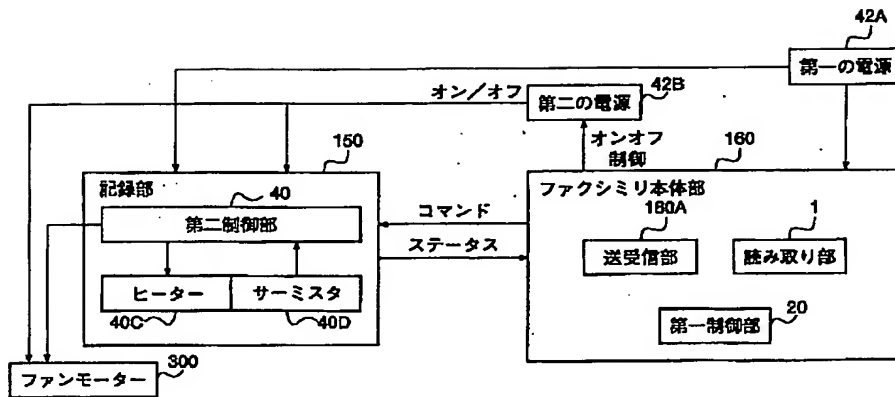 42A
第一の電源
オン/オフ
第二の電源
42B
オンオフ
制御
150
160
記録部
ファクシミリ本体部
40
第二制御部
コマンド
ステータス
160A
送受信部
1
読み取り部
ヒーター
サーミスタ
40C
40D
第一制御部
20
ファンモーター
300